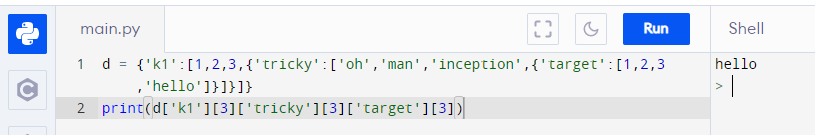 main.py
Run
Shell
1 d = {'k1':[1,2,3,{'tricky':['oh','man','inception',{'target':[1,2,3
,'hello']}]}]}
2 print(d['k1'][3]['tricky'][3]['target'][3])
hello
>
C